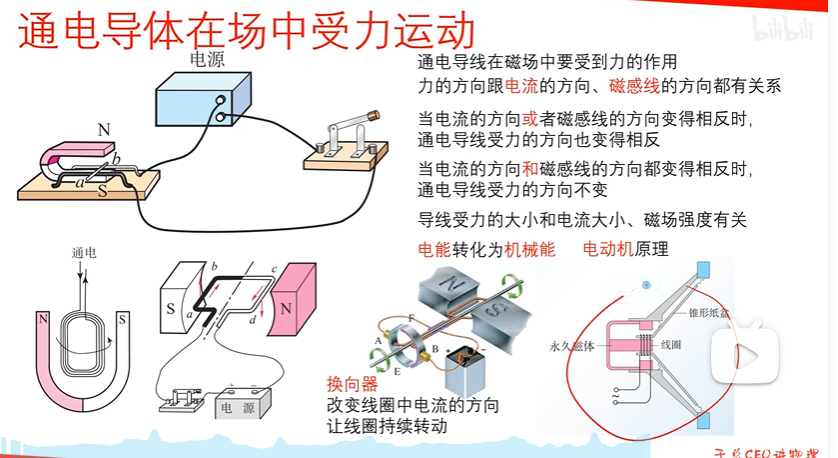 通电导体在场中受力运动
bilibili
电源
通电导线在磁场中要受到力的作用
力的方向跟电流的方向、磁感线的方向都有关系
当电流的方向或者磁感线的方向变得相反时，
通电导线受力的方向也变得相反
当电流的方向和磁感线的方向都变得相反时，
通电导线受力的方向不变
导线受力的大小和电流大小、磁场强度有关
电能转化为机械能 电动机原理
N
b
a
S
通电
N
S
b
c
S
a
d
N
+ −
电 源
N
S
F
A
B
E
换向器
改变线圈中电流的方向
让线圈持续转动
锥形纸盆
永久磁体
线圈
~
于总CEO讲物理